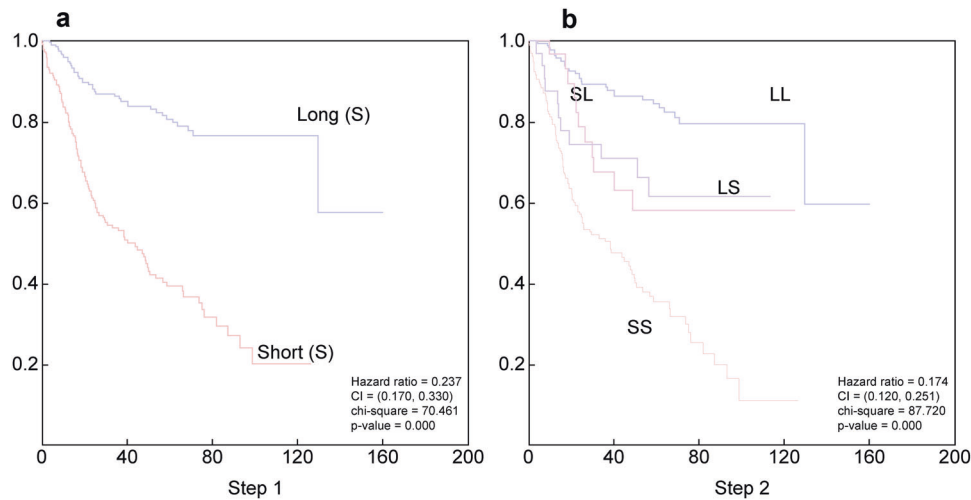 a
1.0
0.8
0.6
0.4
0.2
Long (S)
Short (S)
Hazard ratio = 0.237
CI = (0.170, 0.330)
chi-square = 70.461
p-value = 0.000
0 40 80 120 160 200
Step 1
b
1.0
0.8
0.6
0.4
0.2
SL
LL
LS
SS
Hazard ratio = 0.174
CI = (0.120, 0.251)
chi-square = 87.720
p-value = 0.000
0 40 80 120 160 200
Step 2